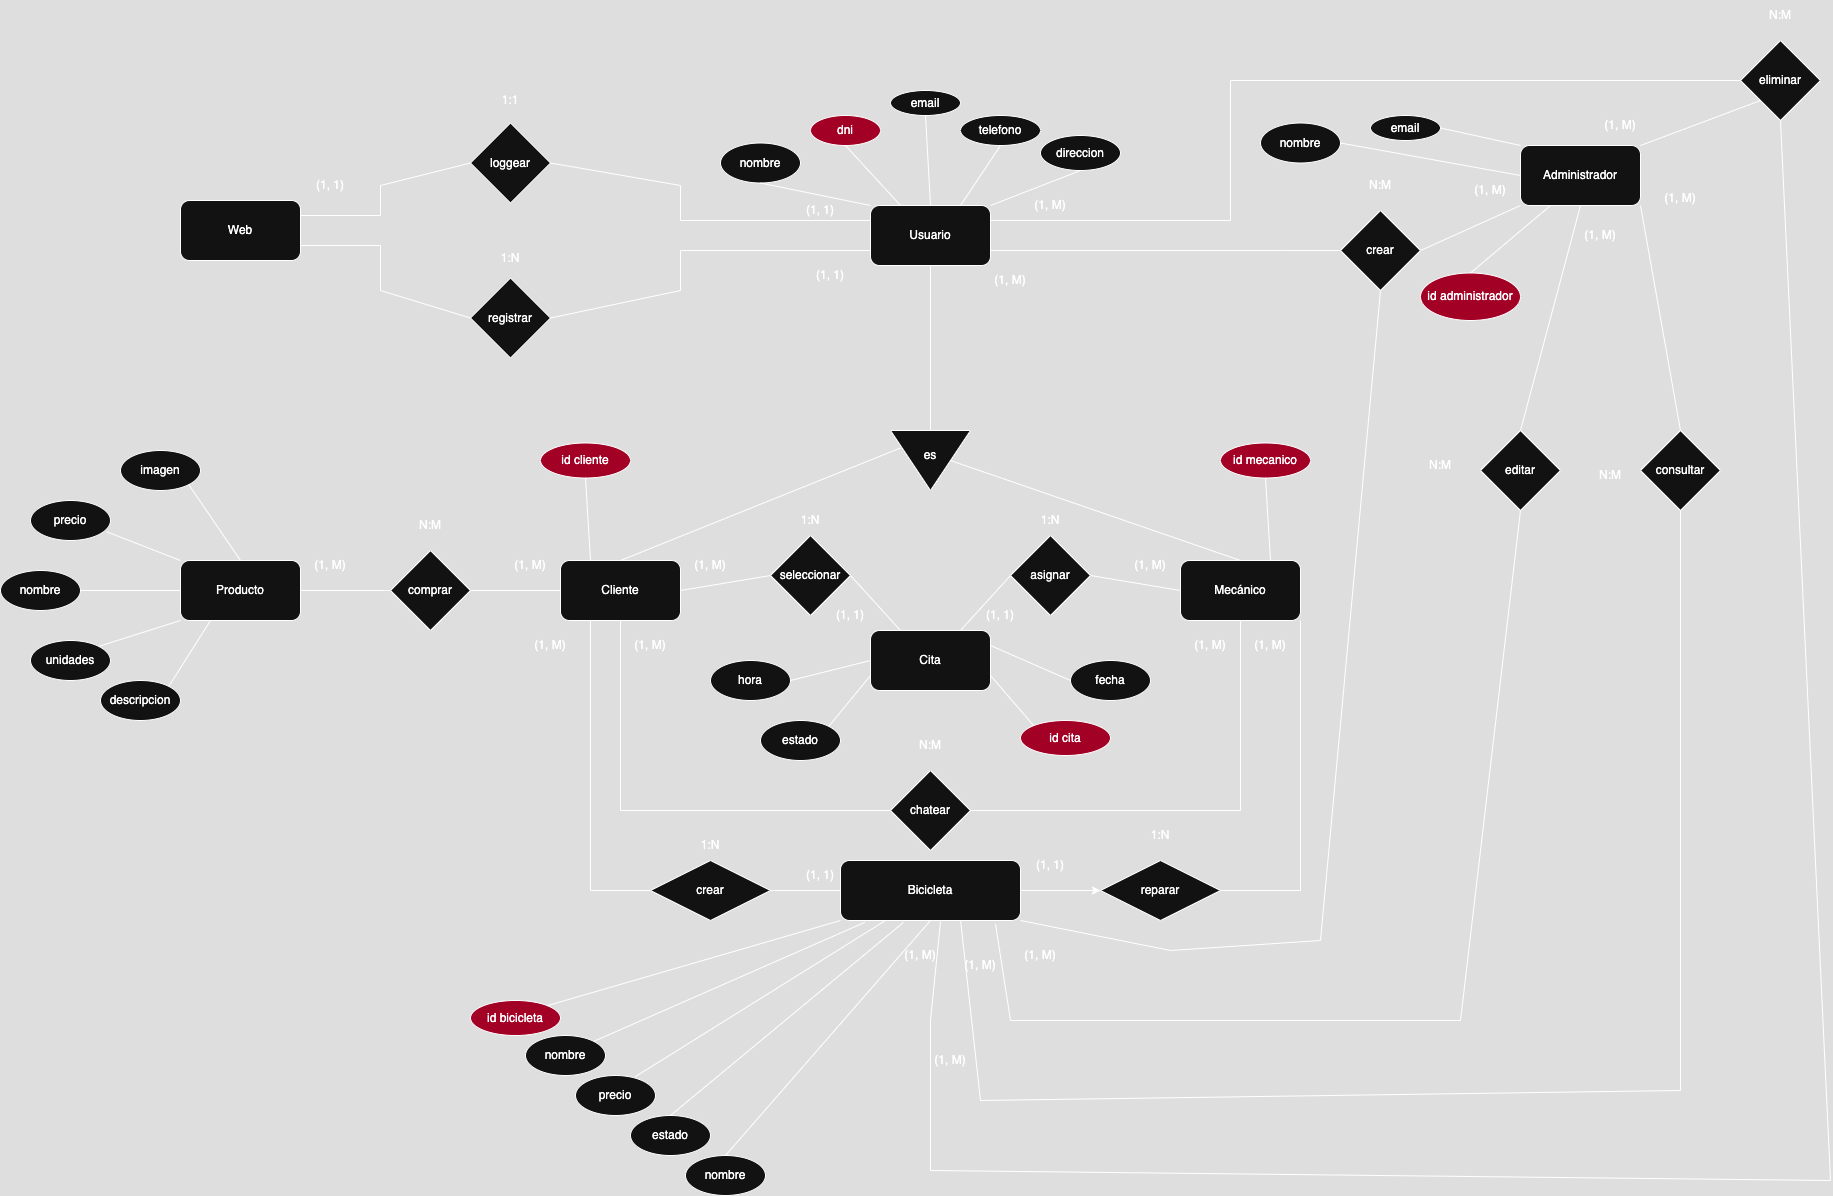 N:M
eliminar
1:1
email
dni
telefono
email
(1, M)
nombre
direccion
nombre
loggear
Administrador
(1, 1)
N:M
(1, M)
(1, M)
(1, 1)
(1, M)
Web
Usuario
(1, M)
crear
1:N
(1, 1)
(1, M)
id administrador
registrar
es
id cliente
id mecanico
N:M
N:M
imagen
editar
consultar
precio
N:M
1:N
1:N
(1, M)
(1, M)
(1, M)
(1, M)
seleccionar
asignar
nombre
Producto
comprar
Cliente
Mecánico
(1, 1)
(1, 1)
(1, M)
(1, M)
(1, M)
(1, M)
unidades
Cita
hora
fecha
descripcion
estado
id cita
N:M
chatear
1:N
1:N
(1, 1)
(1, 1)
crear
Bicicleta
reparar
(1, M)
(1, M)
(1, M)
id bicicleta
nombre
(1, M)
precio
estado
nombre